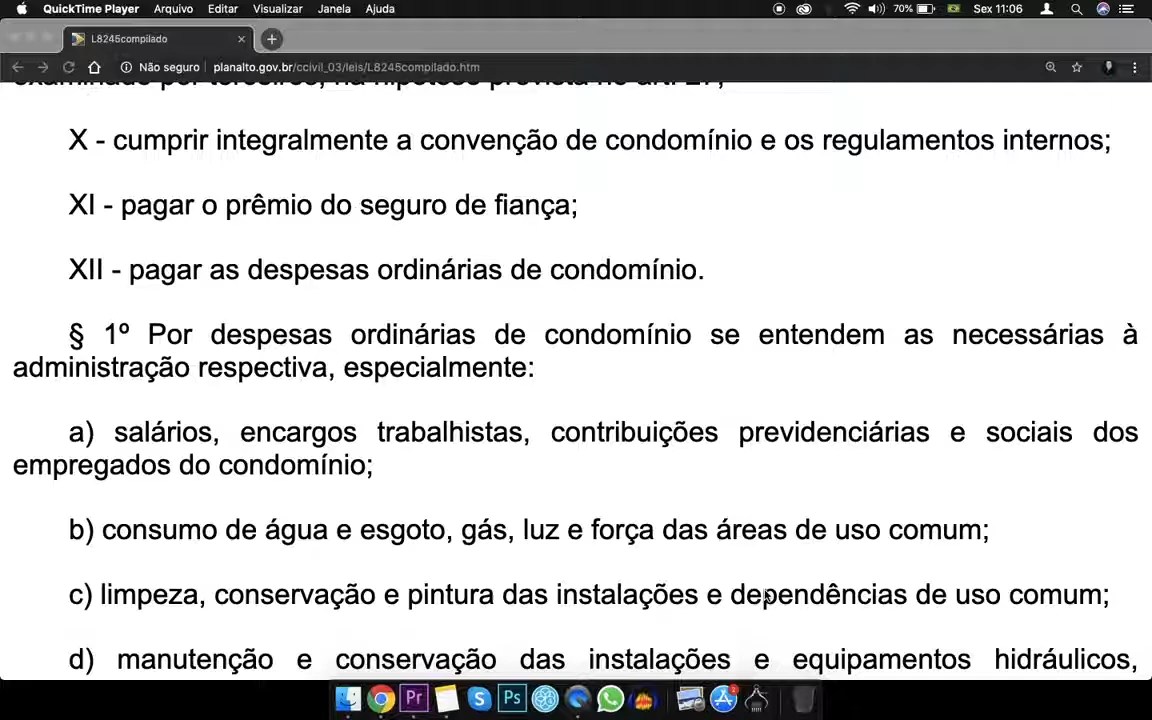 QuickTime Player Arquivo Editar Visualizar Janela Ajuda 70% Sex 11:06
L8245compilado
Não seguro planalto.gov.br/ccivil_03/leis/L8245compilado.htm
X - cumprir integralmente a convenção de condomínio e os regulamentos internos;
XI - pagar o prêmio do seguro de fiança;
XII - pagar as despesas ordinárias de condomínio.
§ 1º Por despesas ordinárias de condomínio se entendem as necessárias à
administração respectiva, especialmente:
a) salários, encargos trabalhistas, contribuições previdenciárias e sociais dos
empregados do condomínio;
b) consumo de água e esgoto, gás, luz e força das áreas de uso comum;
c) limpeza, conservação e pintura das instalações e dependências de uso comum;
d) manutenção e conservação das instalações e equipamentos hidráulicos,
Pr Ps